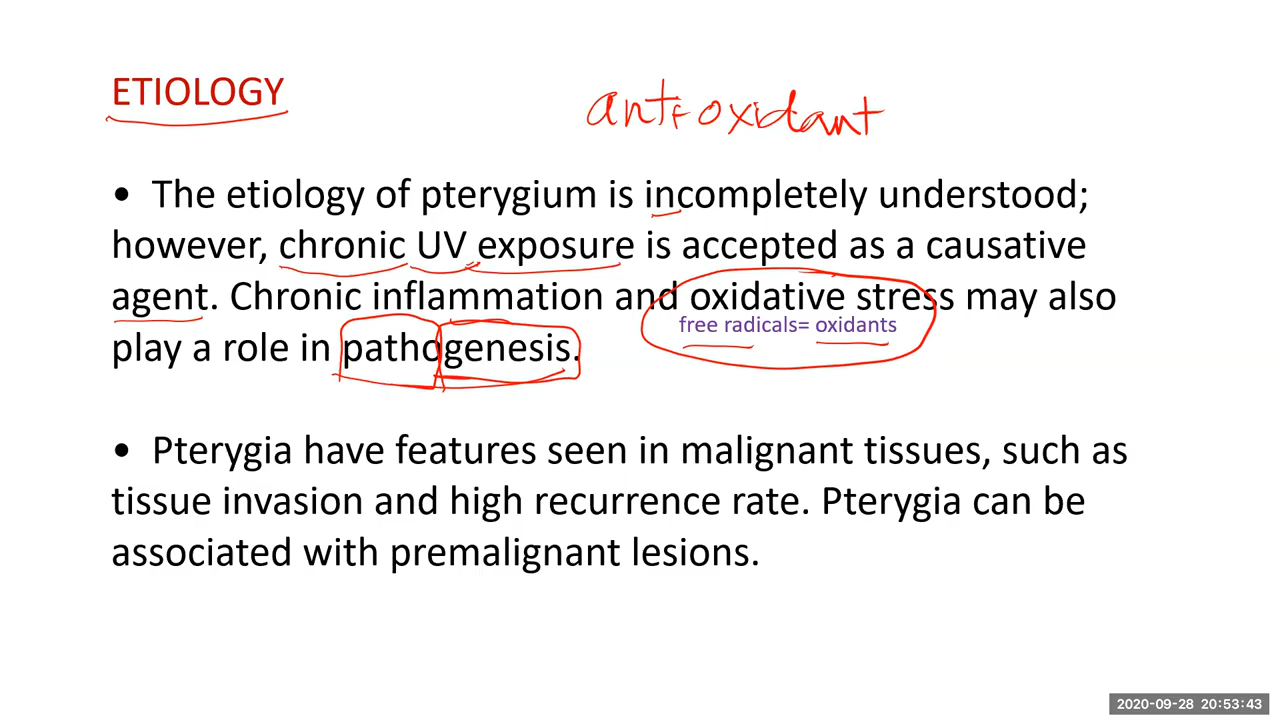 ETIOLOGY
antioxidant
• The etiology of pterygium is incompletely understood;
however, chronic UV exposure is accepted as a causative
agent. Chronic inflammation and oxidative stress may also
free radicals= oxidants
play a role in pathogenesis.
• Pterygia have features seen in malignant tissues, such as
tissue invasion and high recurrence rate. Pterygia can be
associated with premalignant lesions.
2020-09-28 20:53:43